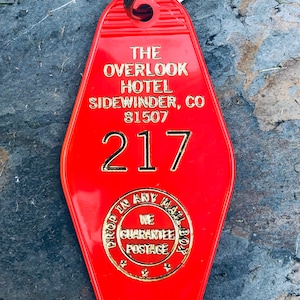 THE
OVERLOOK
HOTEL
SIDEWINDER, CO
81507
217
DROP IN ANY MAIL BOX
WE
GUARANTEE
POSTAGE